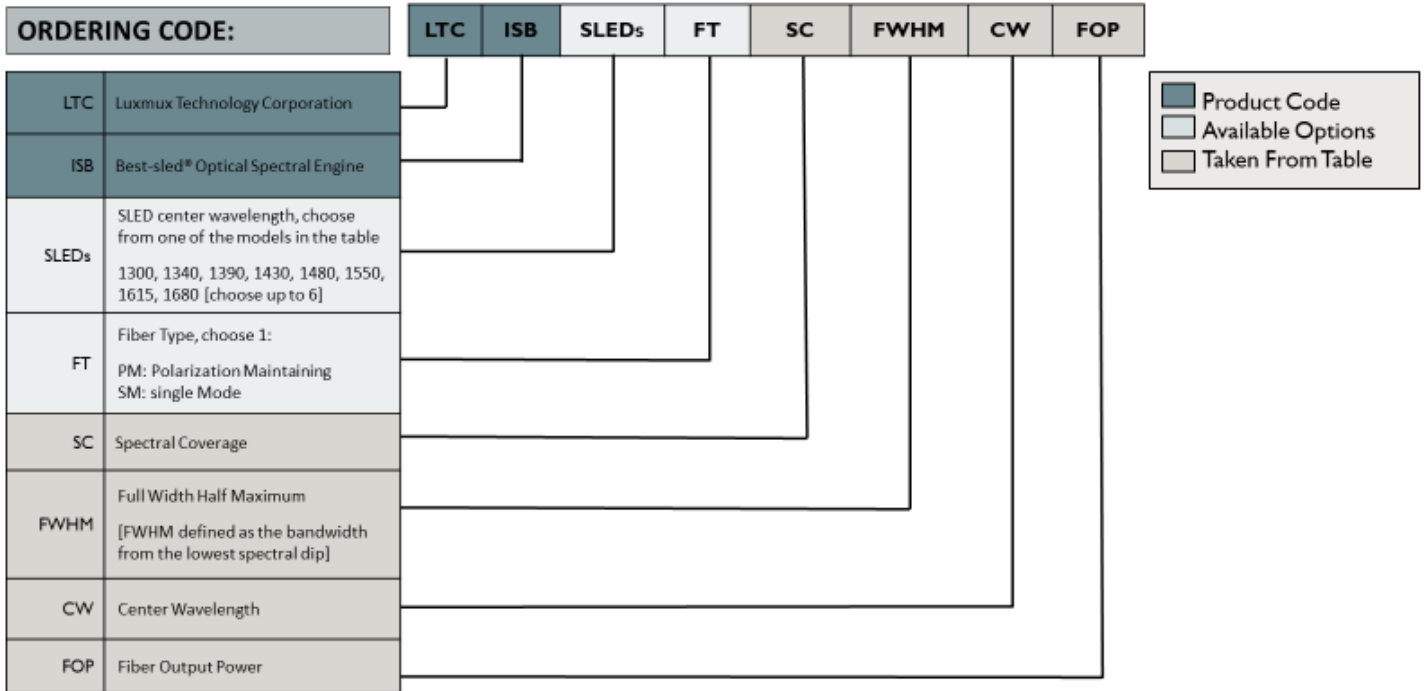 ORDERING CODE:
LTC ISB SLEDs FT SC FWHM CW FOP
Product Code
Available Options
Taken From Table
LTC Luxmux Technology Corporation
ISB Best-sled® Optical Spectral Engine
SLEDs
SLED center wavelength, choose
from one of the models in the table
1300, 1340, 1390, 1430, 1480, 1550,
1615, 1680 [choose up to 6]
FT
Fiber Type, choose 1:
PM: Polarization Maintaining
SM: single Mode
SC Spectral Coverage
FWHM
Full Width Half Maximum
[FWHM defined as the bandwidth
from the lowest spectral dip]
CW Center Wavelength
FOP Fiber Output Power